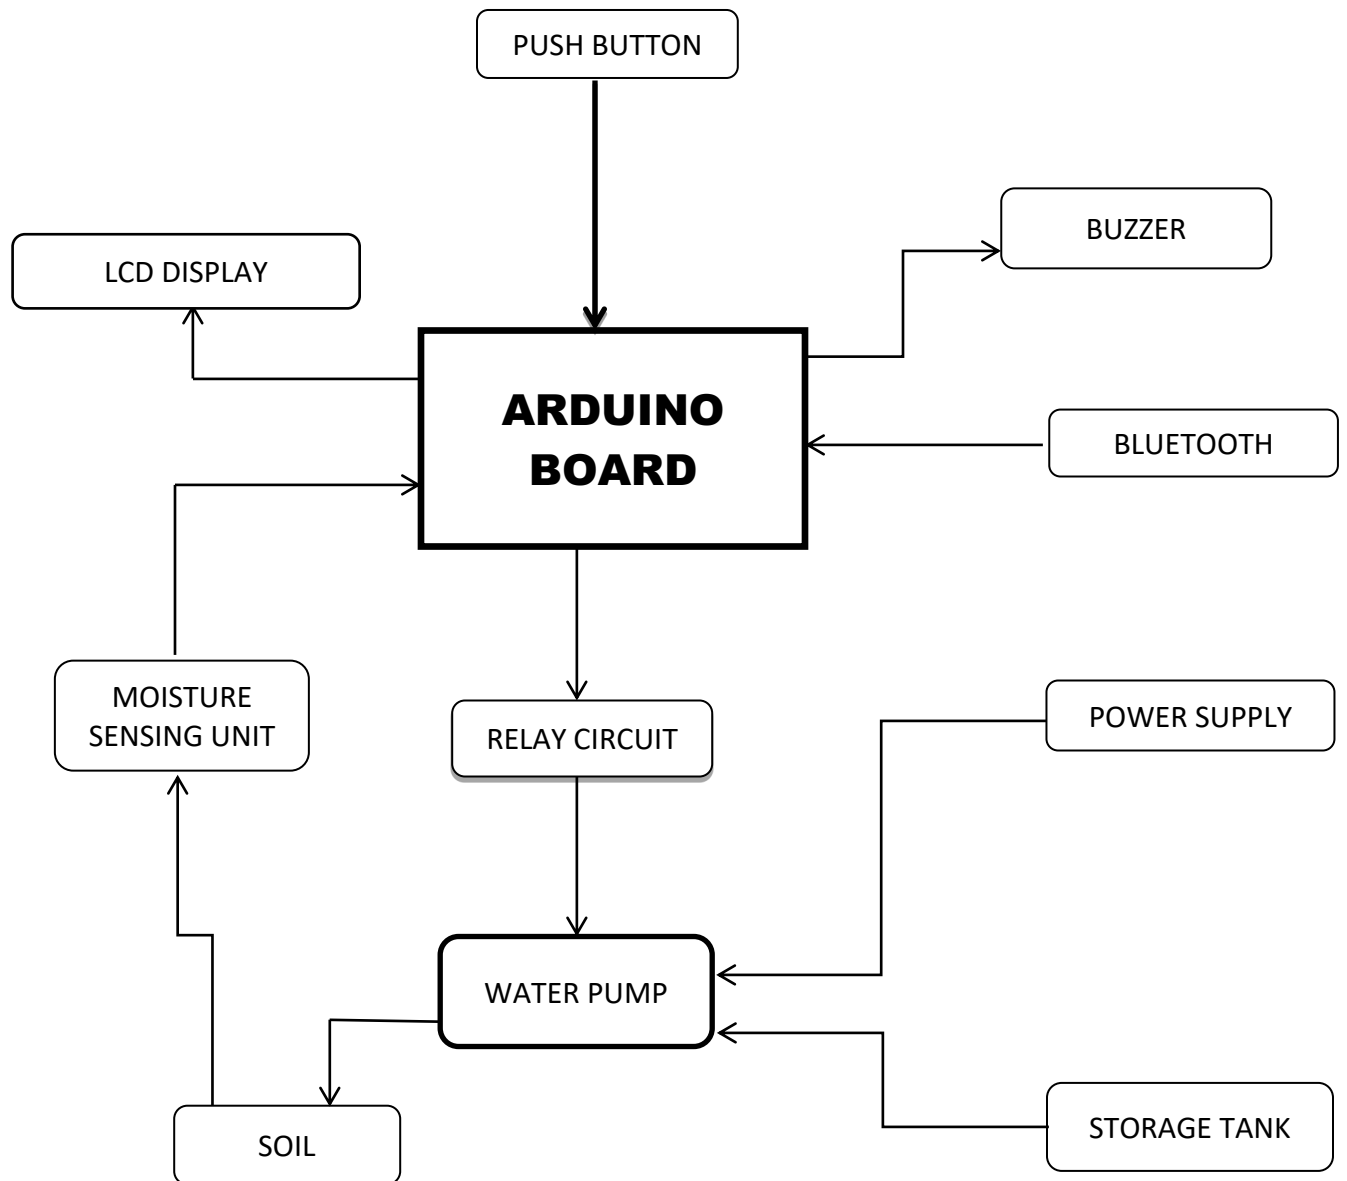 PUSH BUTTON
BUZZER
LCD DISPLAY
ARDUINO
BOARD
BLUETOOTH
MOISTURE
SENSING UNIT
RELAY CIRCUIT
POWER SUPPLY
WATER PUMP
STORAGE TANK
SOIL